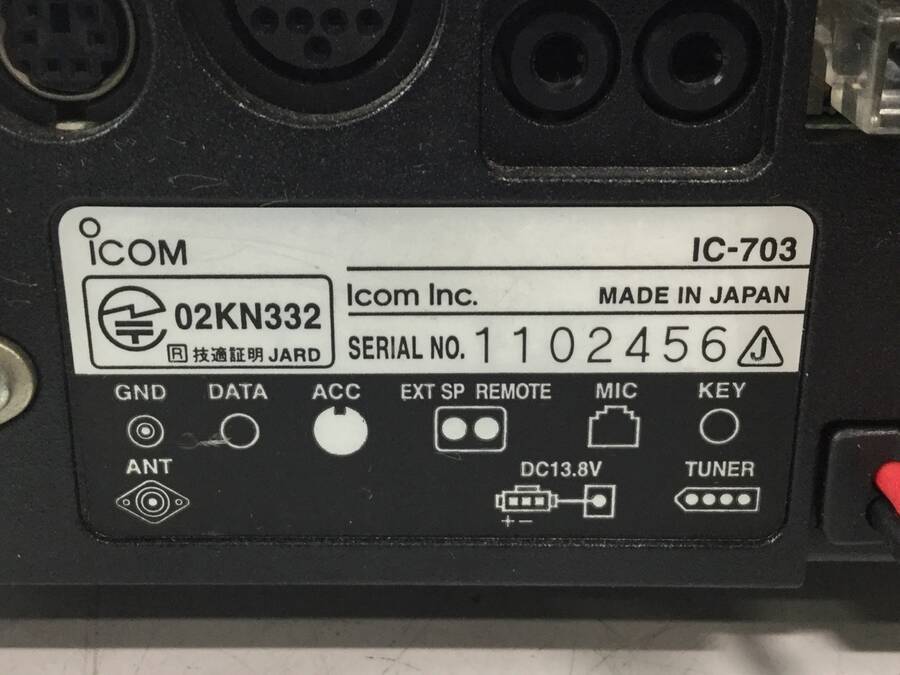 ICOM
IC-703
02KN332
R 技適証明 JARD
Icom Inc.
MADE IN JAPAN
SERIAL NO. 1102456 J
GND DATA ACC EXT SP REMOTE MIC KEY
ANT DC13.8V TUNER
+ −